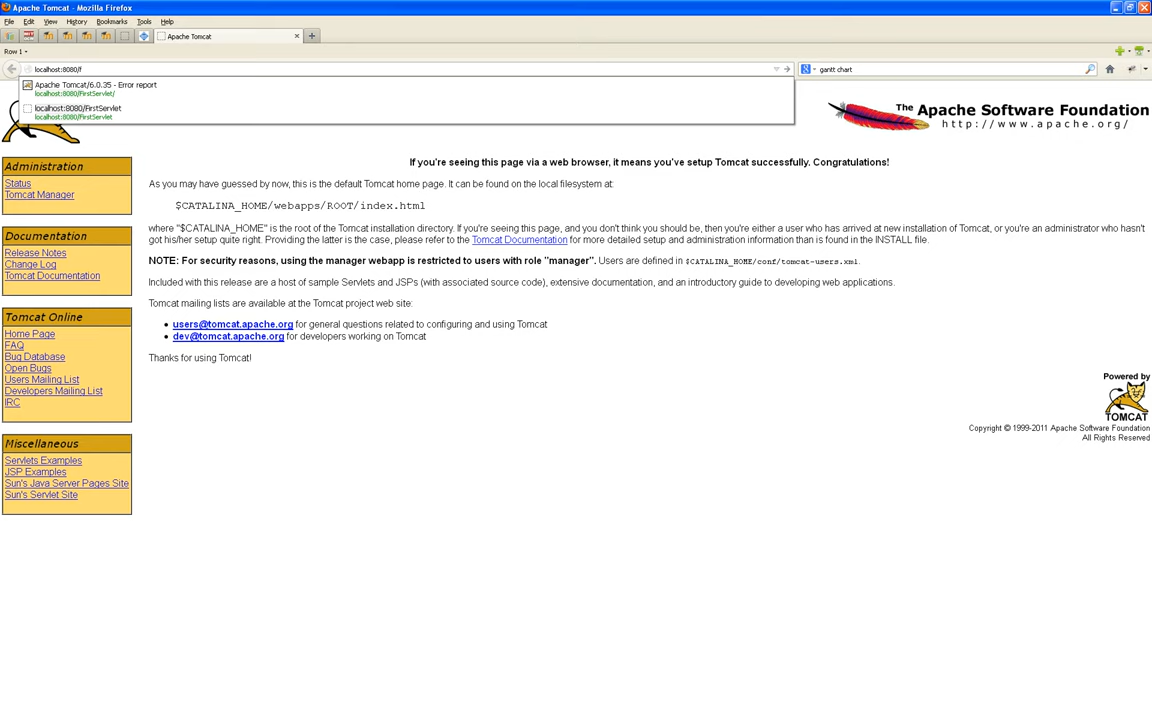 Apache Tomcat - Mozilla Firefox
File Edit View History Bookmarks Tools Help
Apache Tomcat
Row 1
localhost:8080/f
gantt chart
Apache Tomcat/6.0.35 - Error report
localhost:8080/FirstServlet/
localhost:8080/FirstServlet
localhost:8080/FirstServlet
The Apache Software Foundation
http://www.apache.org/
Administration
Status
Tomcat Manager
Documentation
Release Notes
Change Log
Tomcat Documentation
Tomcat Online
Home Page
FAQ
Bug Database
Open Bugs
Users Mailing List
Developers Mailing List
IRC
Miscellaneous
Servlets Examples
JSP Examples
Sun's Java Server Pages Site
Sun's Servlet Site
If you're seeing this page via a web browser, it means you've setup Tomcat successfully. Congratulations!
As you may have guessed by now, this is the default Tomcat home page. It can be found on the local filesystem at:
$CATALINA_HOME/webapps/ROOT/index.html
where "$CATALINA_HOME" is the root of the Tomcat installation directory. If you're seeing this page, and you don't think you should be, then you're either a user who has arrived at new installation of Tomcat, or you're an administrator who hasn't
got his/her setup quite right. Providing the latter is the case, please refer to the Tomcat Documentation for more detailed setup and administration information than is found in the INSTALL file.
NOTE: For security reasons, using the manager webapp is restricted to users with role "manager". Users are defined in $CATALINA_HOME/conf/tomcat-users.xml.
Included with this release are a host of sample Servlets and JSPs (with associated source code), extensive documentation, and an introductory guide to developing web applications.
Tomcat mailing lists are available at the Tomcat project web site:
• users@tomcat.apache.org for general questions related to configuring and using Tomcat
• dev@tomcat.apache.org for developers working on Tomcat
Thanks for using Tomcat!
Powered by
TOMCAT
Copyright © 1999-2011 Apache Software Foundation
All Rights Reserved